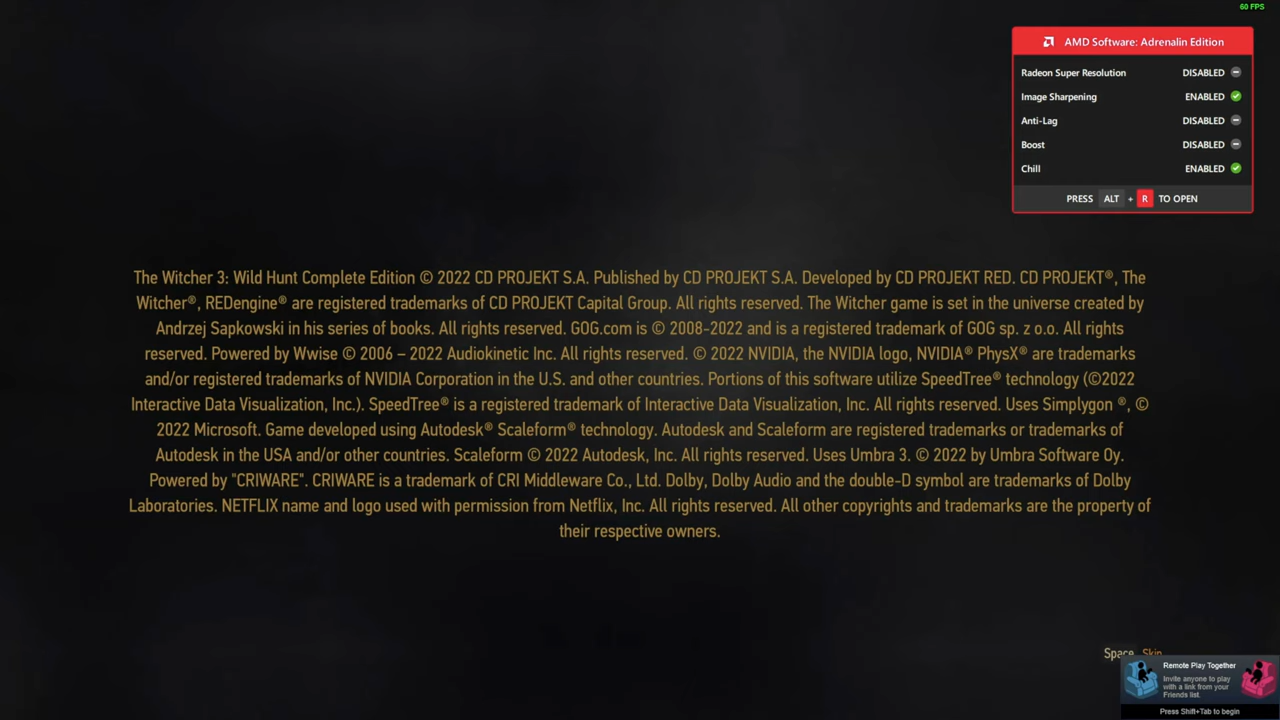 60 FPS
AMD Software: Adrenalin Edition
Radeon Super Resolution DISABLED
Image Sharpening ENABLED
Anti-Lag DISABLED
Boost DISABLED
Chill ENABLED
PRESS ALT + R TO OPEN
The Witcher 3: Wild Hunt Complete Edition © 2022 CD PROJEKT S.A. Published by CD PROJEKT S.A. Developed by CD PROJEKT RED. CD PROJEKT®, The
Witcher®, REDengine® are registered trademarks of CD PROJEKT Capital Group. All rights reserved. The Witcher game is set in the universe created by
Andrzej Sapkowski in his series of books. All rights reserved. GOG.com is © 2008-2022 and is a registered trademark of GOG sp. z o.o. All rights
reserved. Powered by Wwise © 2006 – 2022 Audiokinetic Inc. All rights reserved. © 2022 NVIDIA, the NVIDIA logo, NVIDIA® PhysX® are trademarks
and/or registered trademarks of NVIDIA Corporation in the U.S. and other countries. Portions of this software utilize SpeedTree® technology (©2022
Interactive Data Visualization, Inc.). SpeedTree® is a registered trademark of Interactive Data Visualization, Inc. All rights reserved. Uses Simplygon ®, ©
2022 Microsoft. Game developed using Autodesk® Scaleform® technology. Autodesk and Scaleform are registered trademarks or trademarks of
Autodesk in the USA and/or other countries. Scaleform © 2022 Autodesk, Inc. All rights reserved. Uses Umbra 3. © 2022 by Umbra Software Oy.
Powered by "CRIWARE". CRIWARE is a trademark of CRI Middleware Co., Ltd. Dolby, Dolby Audio and the double-D symbol are trademarks of Dolby
Laboratories. NETFLIX name and logo used with permission from Netflix, Inc. All rights reserved. All other copyrights and trademarks are the property of
their respective owners.
Space Skip
Remote Play Together
Invite anyone to play
with a link from your
Friends list.
Press Shift+Tab to begin